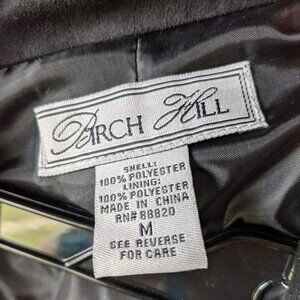 BIRCH HILL
SHELL:
100% POLYESTER
LINING:
100% POLYESTER
MADE IN CHINA
RN# 88820
M
SEE REVERSE
FOR CARE